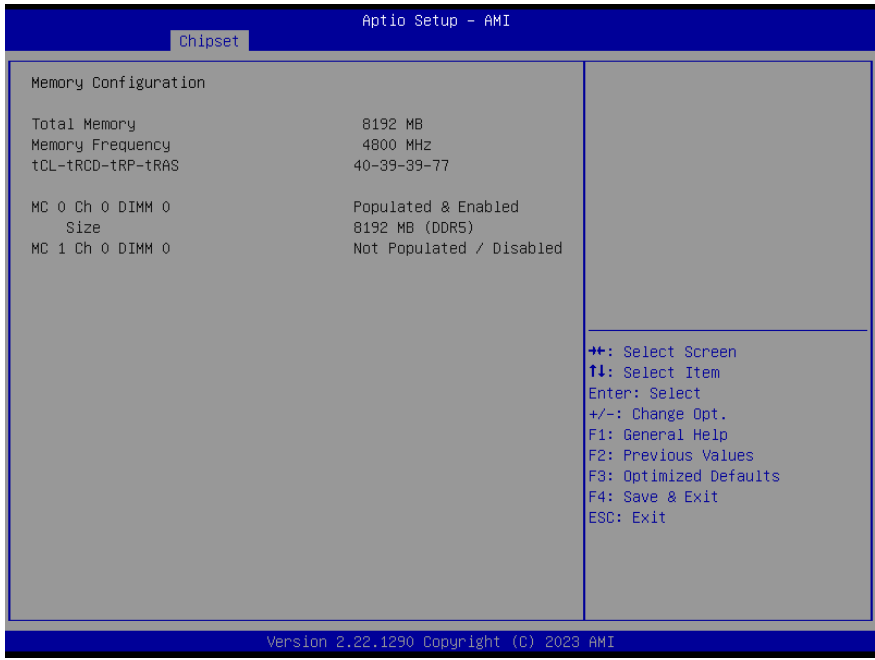 Aptio Setup – AMI
Chipset
Memory Configuration
Total Memory 8192 MB
Memory Frequency 4800 MHz
tCL-tRCD-tRP-tRAS 40-39-39-77
MC 0 Ch 0 DIMM 0 Populated & Enabled
Size 8192 MB (DDR5)
MC 1 Ch 0 DIMM 0 Not Populated / Disabled
→←: Select Screen
↑↓: Select Item
Enter: Select
+/-: Change Opt.
F1: General Help
F2: Previous Values
F3: Optimized Defaults
F4: Save & Exit
ESC: Exit
Version 2.22.1290 Copyright (C) 2023 AMI